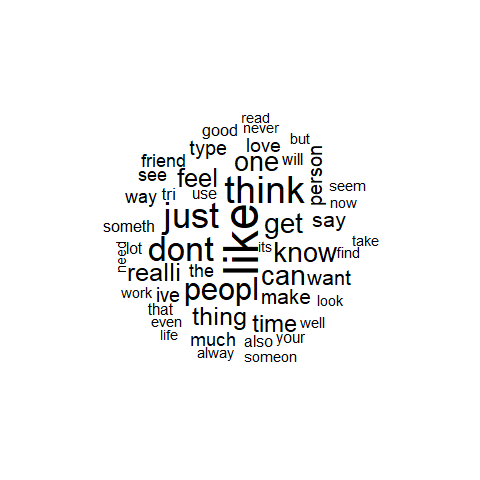 read
good never
but
type love
friend one will
see feel person
way tri use think seem
now
just get say
someth
dont like its know take
need lot find
realli the can want
work ive peopl make look
that thing time well
even
life much also your
alway someon